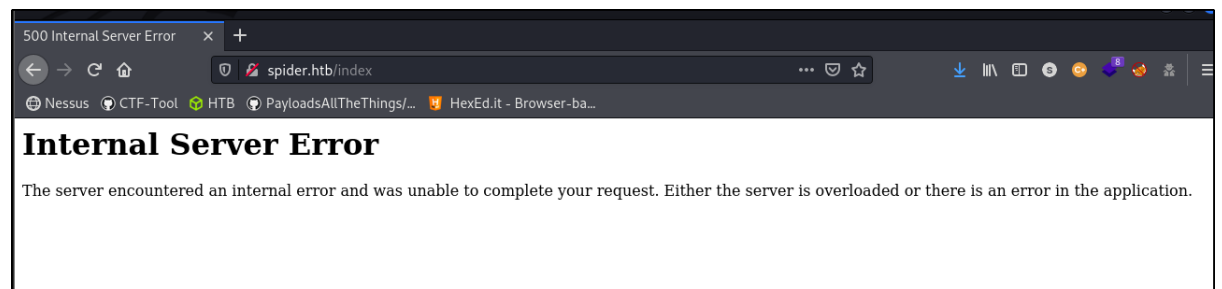 500 Internal Server Error
spider.htb/index
8
Nessus CTF-Tool HTB PayloadsAllTheThings/... HexEd.it - Browser-ba...
Internal Server Error
The server encountered an internal error and was unable to complete your request. Either the server is overloaded or there is an error in the application.